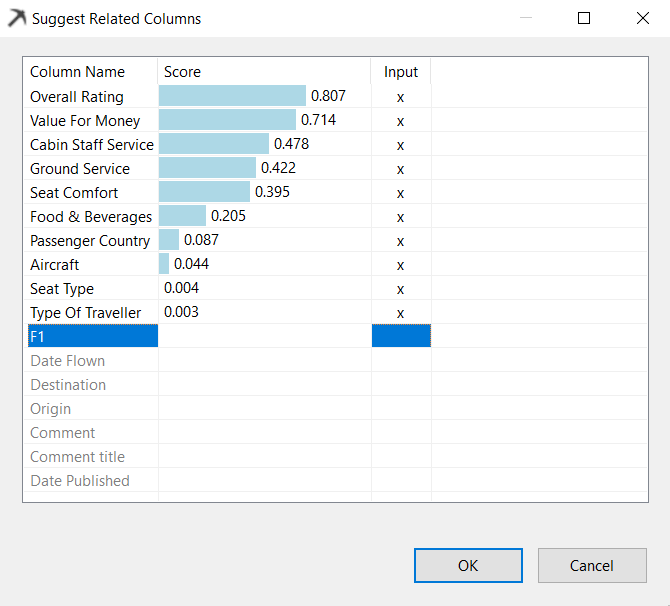 Suggest Related Columns
Column Name Score Input
Overall Rating 0.807 x
Value For Money 0.714 x
Cabin Staff Service 0.478 x
Ground Service 0.422 x
Seat Comfort 0.395 x
Food & Beverages 0.205 x
Passenger Country 0.087 x
Aircraft 0.044 x
Seat Type 0.004 x
Type Of Traveller 0.003 x
F1
Date Flown
Destination
Origin
Comment
Comment title
Date Published
OK Cancel